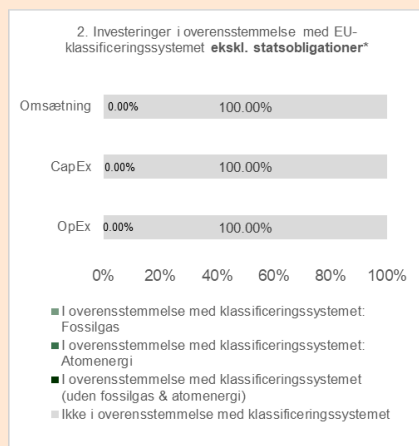 2. Investeringer i overensstemmelse med EU-
klassificeringssystemet ekskl. statsobligationer*
Omsætning 0.00% 100.00%
CapEx 0.00% 100.00%
OpEx 0.00% 100.00%
0% 20% 40% 60% 80% 100%
I overensstemmelse med klassificeringssystemet:
Fossilgas
I overensstemmelse med klassificeringssystemet:
Atomenergi
I overensstemmelse med klassificeringssystemet
(uden fossilgas & atomenergi)
Ikke i overensstemmelse med klassificeringssystemet